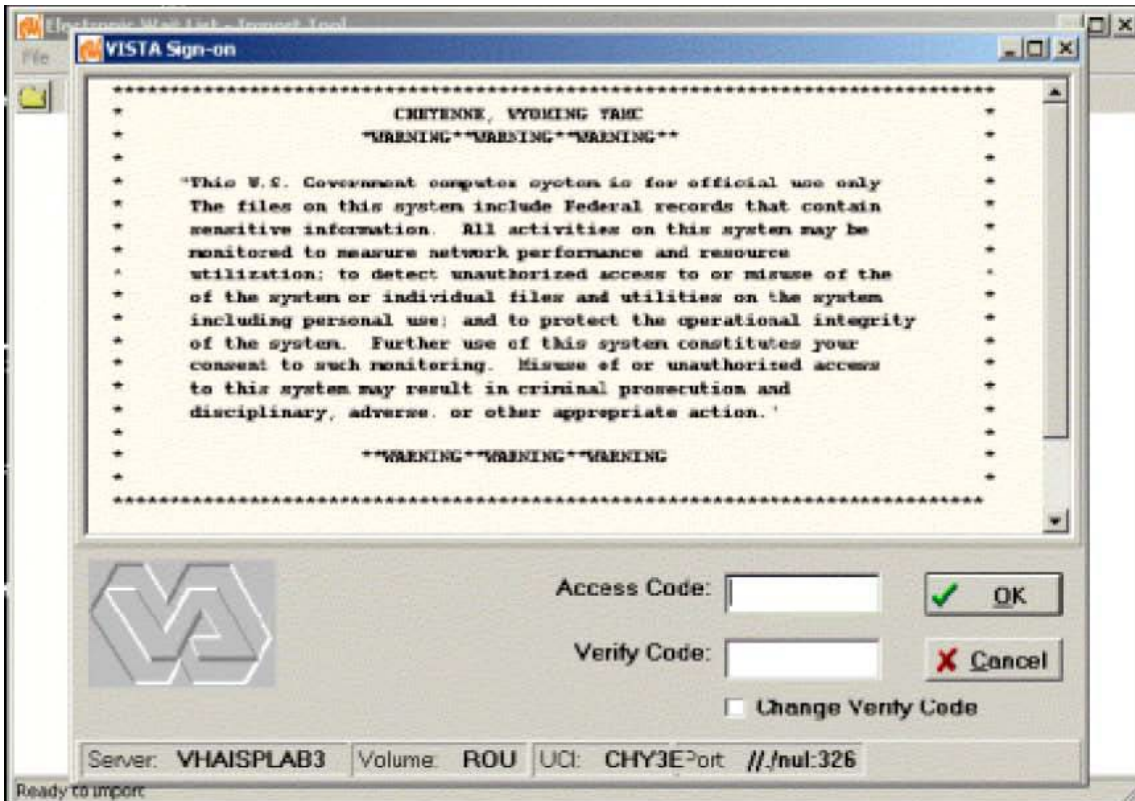 Electronic Wait List - Import Tool
VISTA Sign-on
File
CHEYENNE, WYOMING VAMC
*WARNING**WARNING**WARNING**
"This U.S. Government computer system is for official use only
The files on this system include Federal records that contain
sensitive information. All activities on this system may be
monitored to measure network performance and resource
utilization; to detect unauthorized access to or misuse of the
of the system or individual files and utilities on the system
including personal use; and to protect the operational integrity
of the system. Further use of this system constitutes your
consent to such monitoring. Misuse of or unauthorized access
to this system may result in criminal prosecution and
disciplinary, adverse. or other appropriate action.'
**WARNING**WARNING**WARNING
Access Code:
OK
Verify Code:
Cancel
Change Verify Code
Server: VHAISPLAB3 Volume: ROU UCI: CHY3E Port //./nul:326
Ready to import